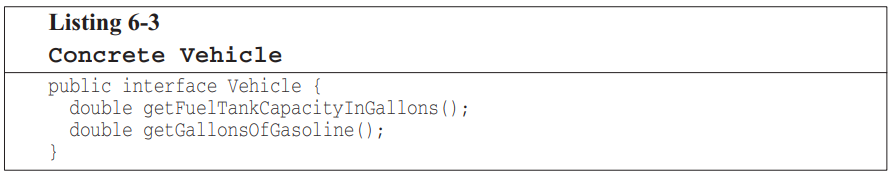 Listing 6-3
Concrete Vehicle
public interface Vehicle {
  double getFuelTankCapacityInGallons();
  double getGallonsOfGasoline();
}